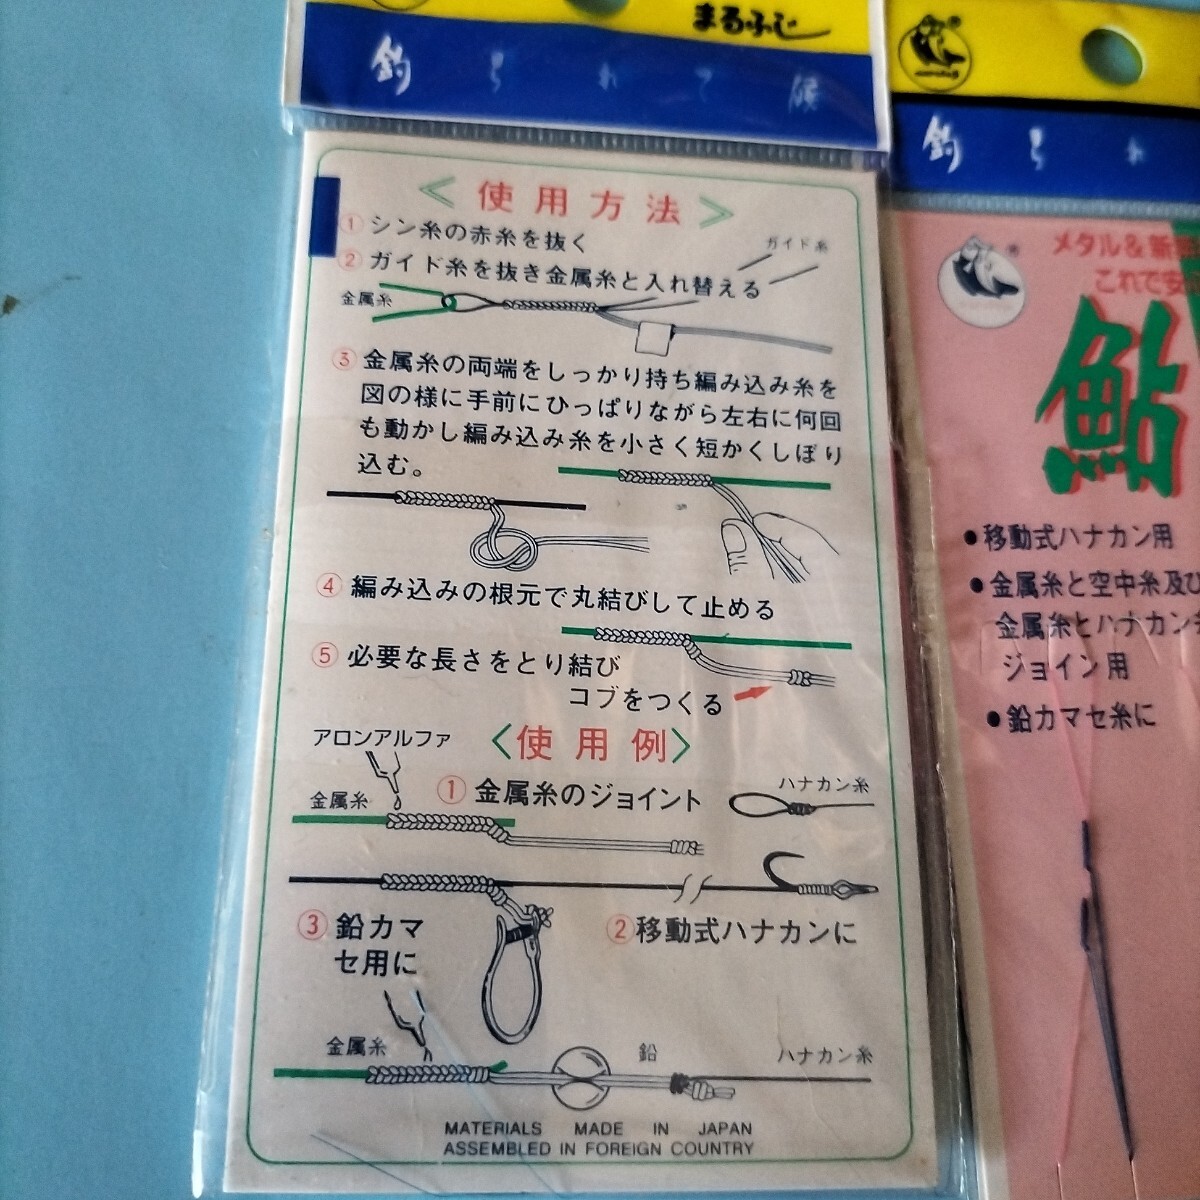 まるふじ
釣られて候
〈使用方法〉
① シン糸の赤糸を抜く
ガイド糸
② ガイド糸を抜き金属糸と入れ替える
金属糸
③ 金属糸の両端をしっかり持ち編み込み糸を
図の様に手前にひっぱりながら左右に何回
も動かし編み込み糸を小さく短かくしぼり
込む。
④ 編み込みの根元で丸結びして止める
⑤ 必要な長さをとり結び
コブをつくる
アロンアルファ
〈使用例〉
① 金属糸のジョイント
金属糸
ハナカン糸
③ 鉛カマ
セ用に
② 移動式ハナカンに
金属糸
鉛
ハナカン糸
MATERIALS MADE IN JAPAN
ASSEMBLED IN FOREIGN COUNTRY
釣られ
メタル&新
これで安
鮎
●移動式ハナカン用
●金属糸と空中糸及び
金属糸とハナカン
ジョイン用
●鉛カマセ糸に